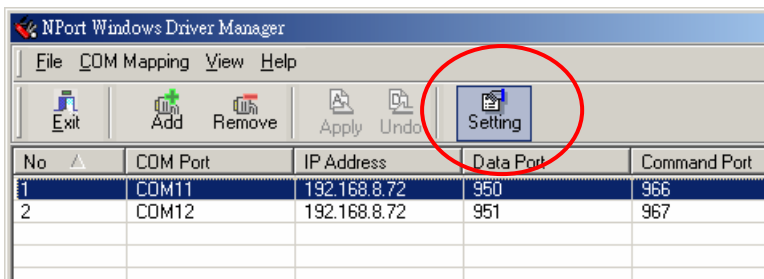 NPort Windows Driver Manager
File COM Mapping View Help
Exit Add Remove Apply Undo Setting
No COM Port IP Address Data Port Command Port
1 COM11 192.168.8.72 950 966
2 COM12 192.168.8.72 951 967